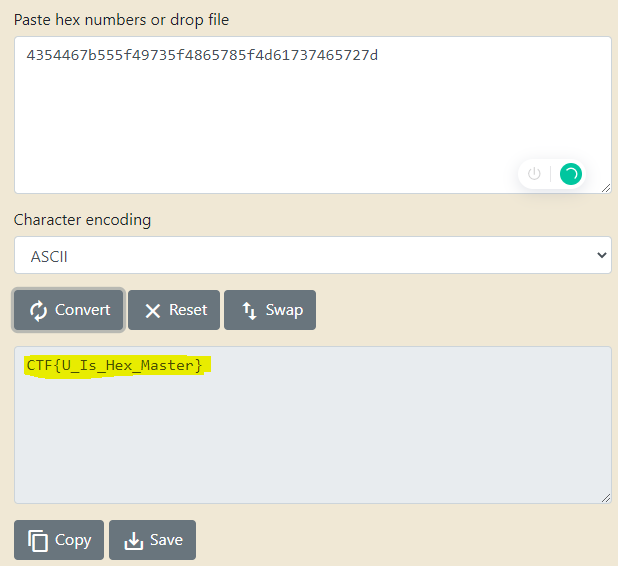 Paste hex numbers or drop file
4354467b555f49735f4865785f4d61737465727d
Character encoding
ASCII
Convert
Reset
Swap
CTF{U_Is_Hex_Master}
Copy
Save